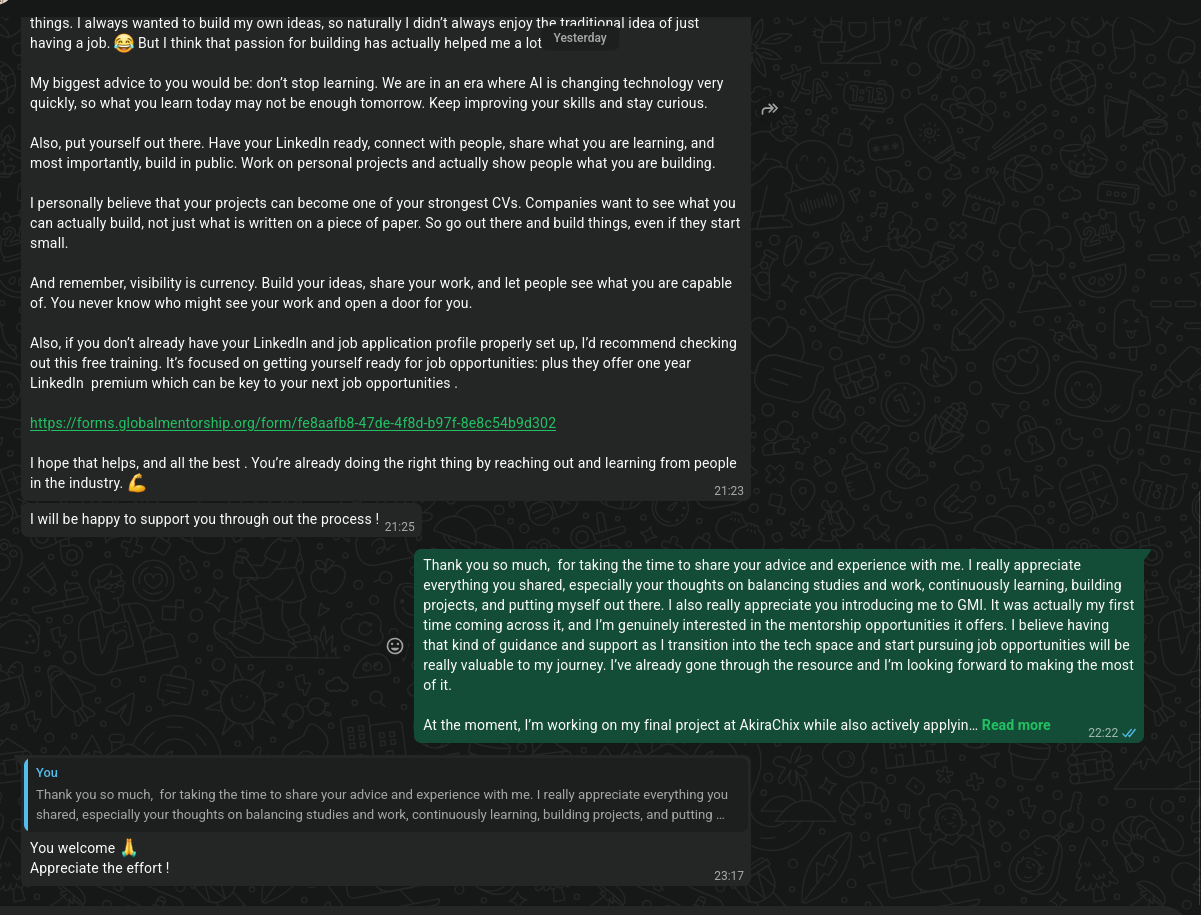 things. I always wanted to build my own ideas, so naturally I didn’t always enjoy the traditional idea of just
having a job. 😂 But I think that passion for building has actually helped me a lot
Yesterday
My biggest advice to you would be: don’t stop learning. We are in an era where AI is changing technology very
quickly, so what you learn today may not be enough tomorrow. Keep improving your skills and stay curious.
Also, put yourself out there. Have your LinkedIn ready, connect with people, share what you are learning, and
most importantly, build in public. Work on personal projects and actually show people what you are building.
I personally believe that your projects can become one of your strongest CVs. Companies want to see what you
can actually build, not just what is written on a piece of paper. So go out there and build things, even if they start
small.
And remember, visibility is currency. Build your ideas, share your work, and let people see what you are capable
of. You never know who might see your work and open a door for you.
Also, if you don’t already have your LinkedIn and job application profile properly set up, I’d recommend checking
out this free training. It’s focused on getting yourself ready for job opportunities: plus they offer one year
LinkedIn  premium which can be key to your next job opportunities .
https://forms.globalmentorship.org/form/fe8aafb8-47de-4f8d-b97f-8e8c54b9d302
I hope that helps, and all the best . You’re already doing the right thing by reaching out and learning from people
in the industry. 💪
21:23
I will be happy to support you through out the process !
21:25
Thank you so much,  for taking the time to share your advice and experience with me. I really appreciate
everything you shared, especially your thoughts on balancing studies and work, continuously learning, building
projects, and putting myself out there. I also really appreciate you introducing me to GMI. It was actually my first
time coming across it, and I’m genuinely interested in the mentorship opportunities it offers. I believe having
that kind of guidance and support as I transition into the tech space and start pursuing job opportunities will be
really valuable to my journey. I’ve already gone through the resource and I’m looking forward to making the most
of it.
At the moment, I’m working on my final project at AkiraChix while also actively applyin… Read more
22:22
You
Thank you so much,  for taking the time to share your advice and experience with me. I really appreciate everything you
shared, especially your thoughts on balancing studies and work, continuously learning, building projects, and putting …
You welcome 🙏
Appreciate the effort !
23:17